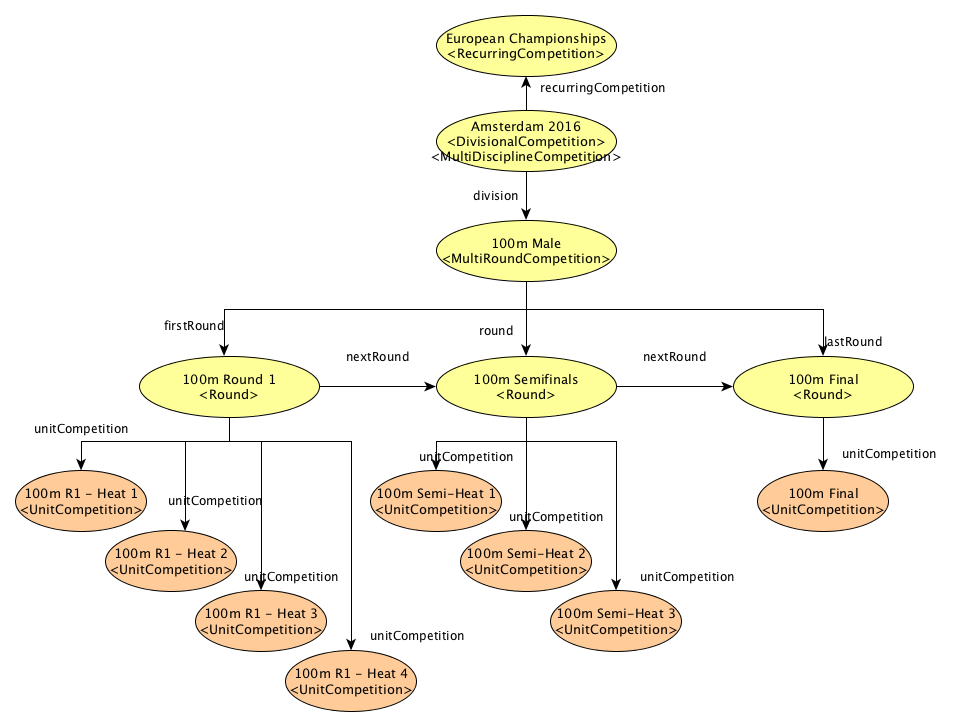 European Championships
<RecurringCompetition>
recurringCompetition
Amsterdam 2016
<DivisionalCompetition>
<MultiDisciplineCompetition>
division
100m Male
<MultiRoundCompetition>
firstRound
round
lastRound
nextRound
nextRound
100m Round 1
<Round>
100m Semifinals
<Round>
100m Final
<Round>
unitCompetition
unitCompetition
unitCompetition
100m R1 - Heat 1
<UnitCompetition>
100m Semi-Heat 1
<UnitCompetition>
100m Final
<UnitCompetition>
unitCompetition
unitCompetition
100m R1 - Heat 2
<UnitCompetition>
100m Semi-Heat 2
<UnitCompetition>
unitCompetition
unitCompetition
100m R1 - Heat 3
<UnitCompetition>
100m Semi-Heat 3
<UnitCompetition>
unitCompetition
100m R1 - Heat 4
<UnitCompetition>